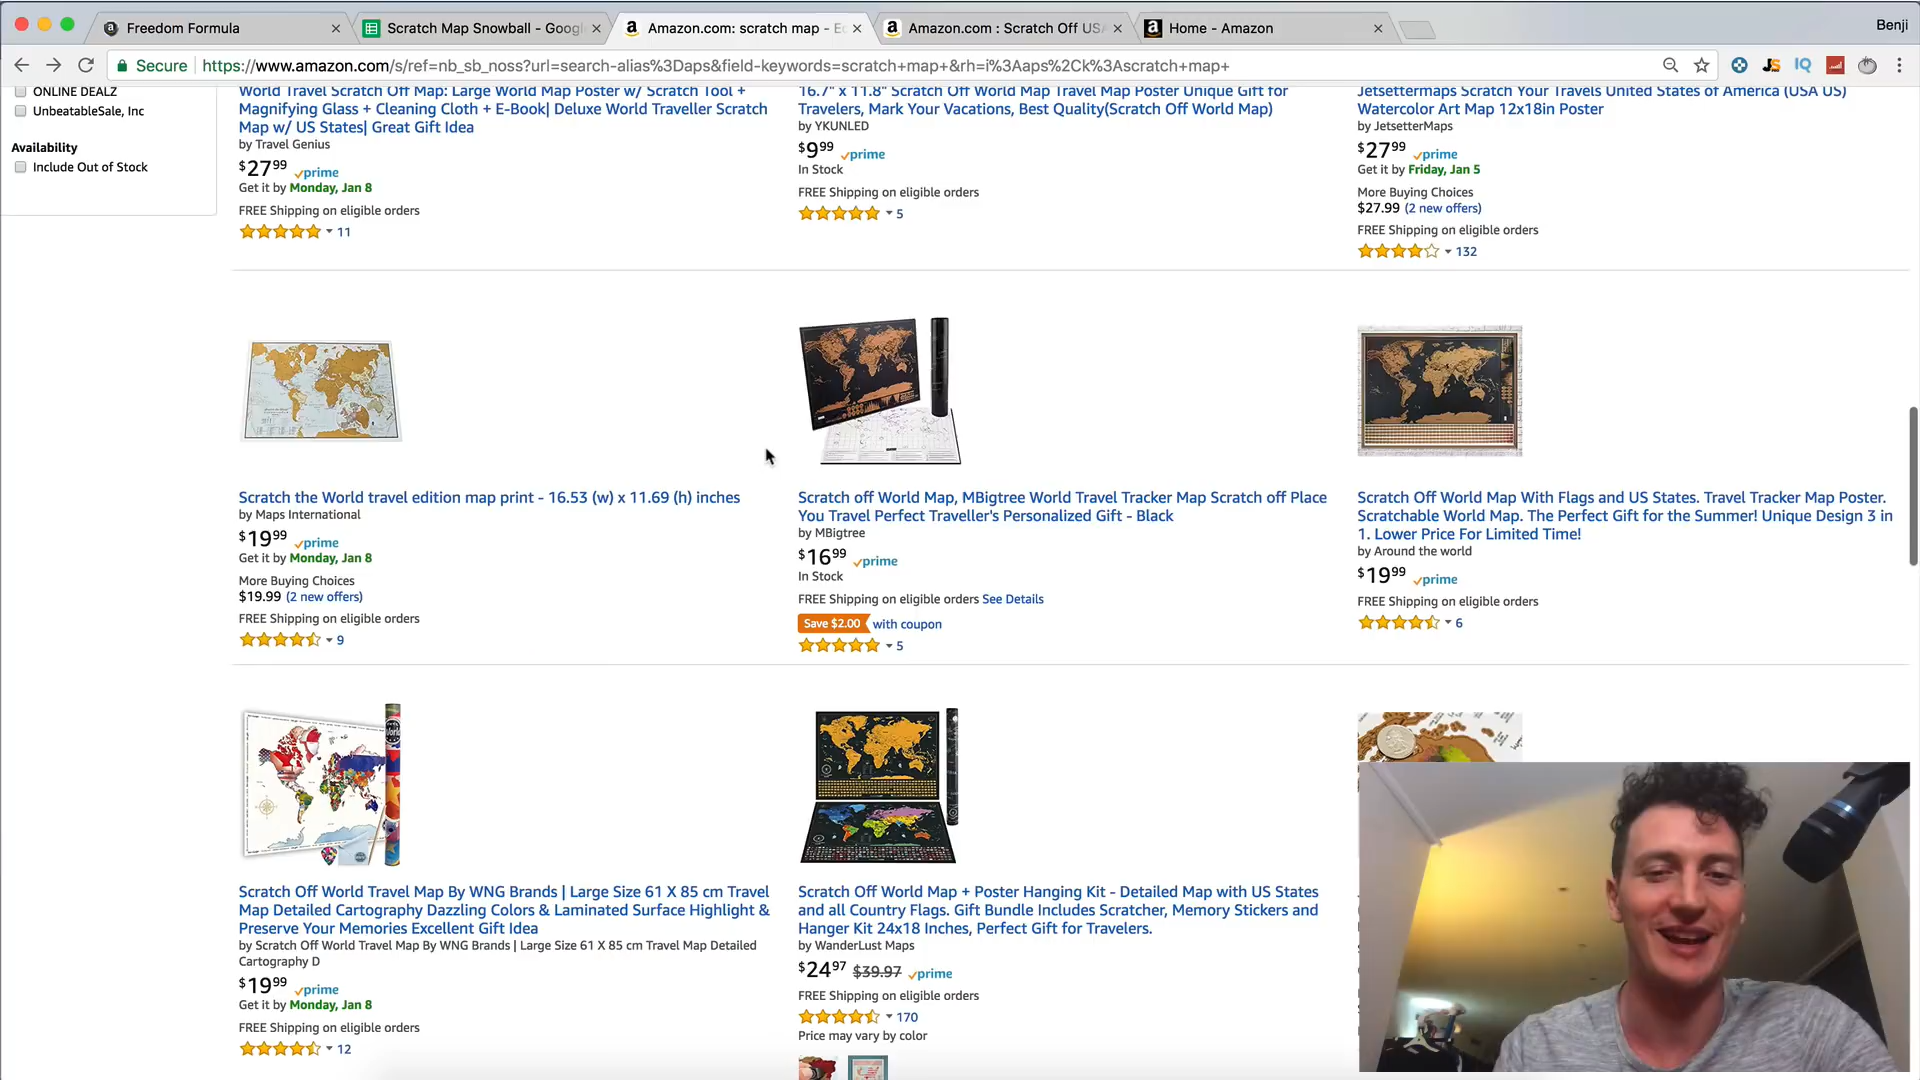 Freedom Formula
Scratch Map Snowball - Googl
Amazon.com: scratch map - E
Amazon.com : Scratch Off USA
Home - Amazon
Benji
Secure
https://www.amazon.com/s/ref=nb_sb_noss?url=search-alias%3Daps&field-keywords=scratch+map+&rh=i%3Aaps%2Ck%3Ascratch+map+
ONLINE DEALZ
UnbeatableSale, Inc
Availability
Include Out of Stock
World Travel Scratch Off Map: Large World Map Poster w/ Scratch Tool +
Magnifying Glass + Cleaning Cloth + E-Book| Deluxe World Traveller Scratch
Map w/ US States| Great Gift Idea
by Travel Genius
$27.99 prime
Get it by Monday, Jan 8
FREE Shipping on eligible orders
11
16.7" x 11.8" Scratch Off World Map Travel Map Poster Unique Gift for
Travelers, Mark Your Vacations, Best Quality(Scratch Off World Map)
by YKUNLED
$9.99 prime
In Stock
FREE Shipping on eligible orders
5
Jetsettermaps Scratch Your Travels United States of America (USA US)
Watercolor Art Map 12x18in Poster
by JetsetterMaps
$27.99 prime
Get it by Friday, Jan 5
More Buying Choices
$27.99 (2 new offers)
FREE Shipping on eligible orders
132
Scratch the World travel edition map print - 16.53 (w) x 11.69 (h) inches
by Maps International
$19.99 prime
Get it by Monday, Jan 8
More Buying Choices
$19.99 (2 new offers)
FREE Shipping on eligible orders
9
Scratch off World Map, MBigtree World Travel Tracker Map Scratch off Place
You Travel Perfect Traveller's Personalized Gift - Black
by MBigtree
$16.99 prime
In Stock
FREE Shipping on eligible orders See Details
Save $2.00 with coupon
5
Scratch Off World Map With Flags and US States. Travel Tracker Map Poster.
Scratchable World Map. The Perfect Gift for the Summer! Unique Design 3 in
1. Lower Price For Limited Time!
by Around the world
$19.99 prime
FREE Shipping on eligible orders
6
Scratch Off World Travel Map By WNG Brands | Large Size 61 X 85 cm Travel
Map Detailed Cartography Dazzling Colors & Laminated Surface Highlight &
Preserve Your Memories Excellent Gift Idea
by Scratch Off World Travel Map By WNG Brands | Large Size 61 X 85 cm Travel Map Detailed
Cartography D
$19.99 prime
Get it by Monday, Jan 8
FREE Shipping on eligible orders
12
Scratch Off World Map + Poster Hanging Kit - Detailed Map with US States
and all Country Flags. Gift Bundle Includes Scratcher, Memory Stickers and
Hanger Kit 24x18 Inches, Perfect Gift for Travelers.
by WanderLust Maps
$24.97 $39.97 prime
FREE Shipping on eligible orders
170
Price may vary by color